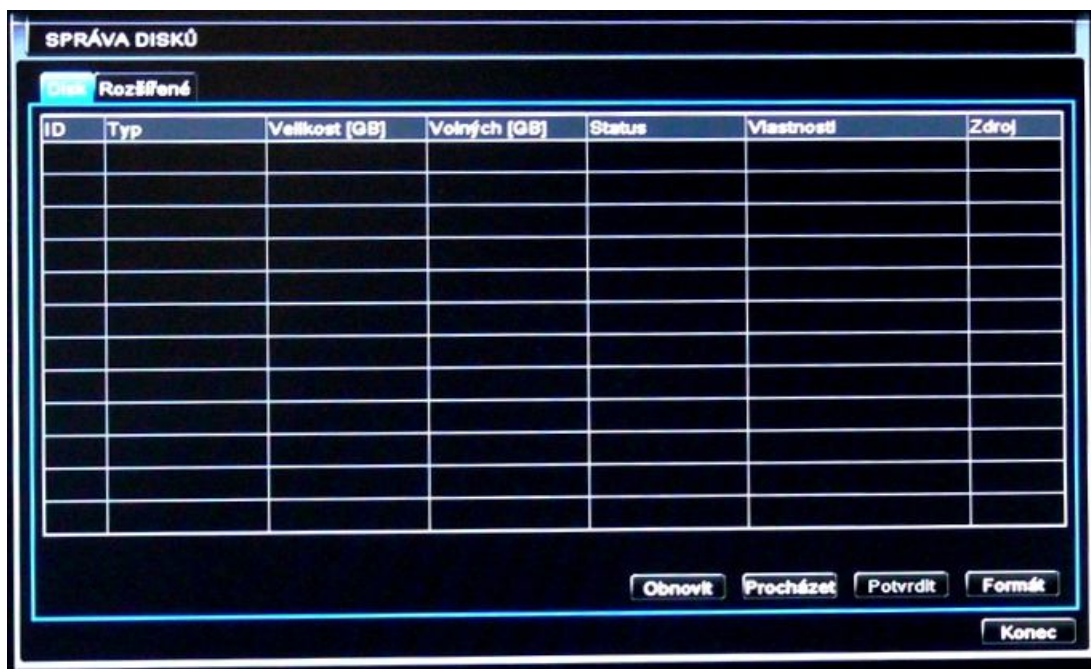 SPRÁVA DISKŮ
Disk Rozšířené
ID Typ Velikost [GB] Volných [GB] Status Vlastnosti Zdroj
Obnovit Procházet Potvrdit Formát
Konec